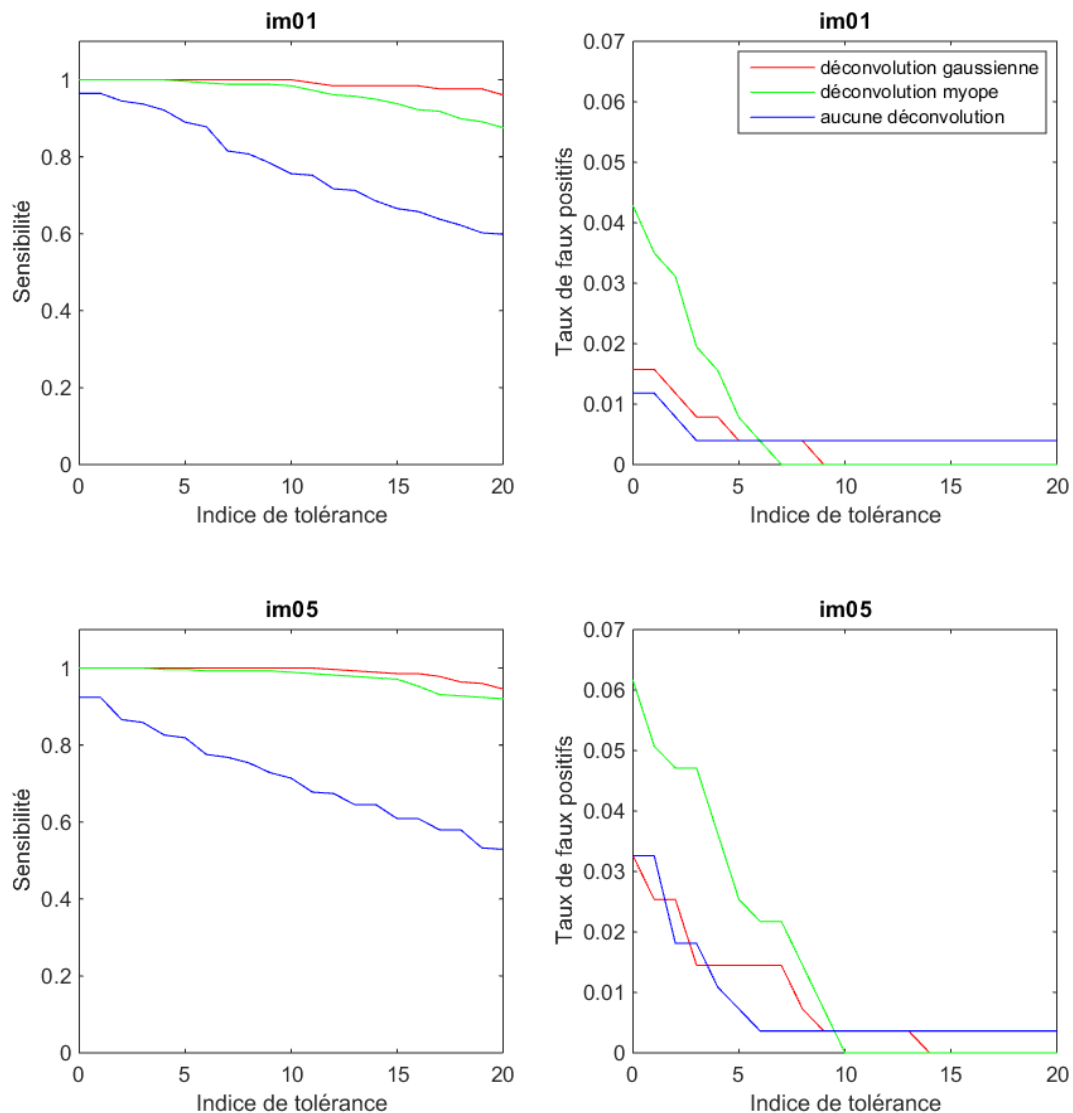 im01
1
0.8
0.6
0.4
0.2
0
Sensibilité
0 5 10 15 20
Indice de tolérance
im01
0.07
0.06
0.05
0.04
0.03
0.02
0.01
0
Taux de faux positifs
déconvolution gaussienne
déconvolution myope
aucune déconvolution
0 5 10 15 20
Indice de tolérance
im05
1
0.8
0.6
0.4
0.2
0
Sensibilité
0 5 10 15 20
Indice de tolérance
im05
0.07
0.06
0.05
0.04
0.03
0.02
0.01
0
Taux de faux positifs
0 5 10 15 20
Indice de tolérance